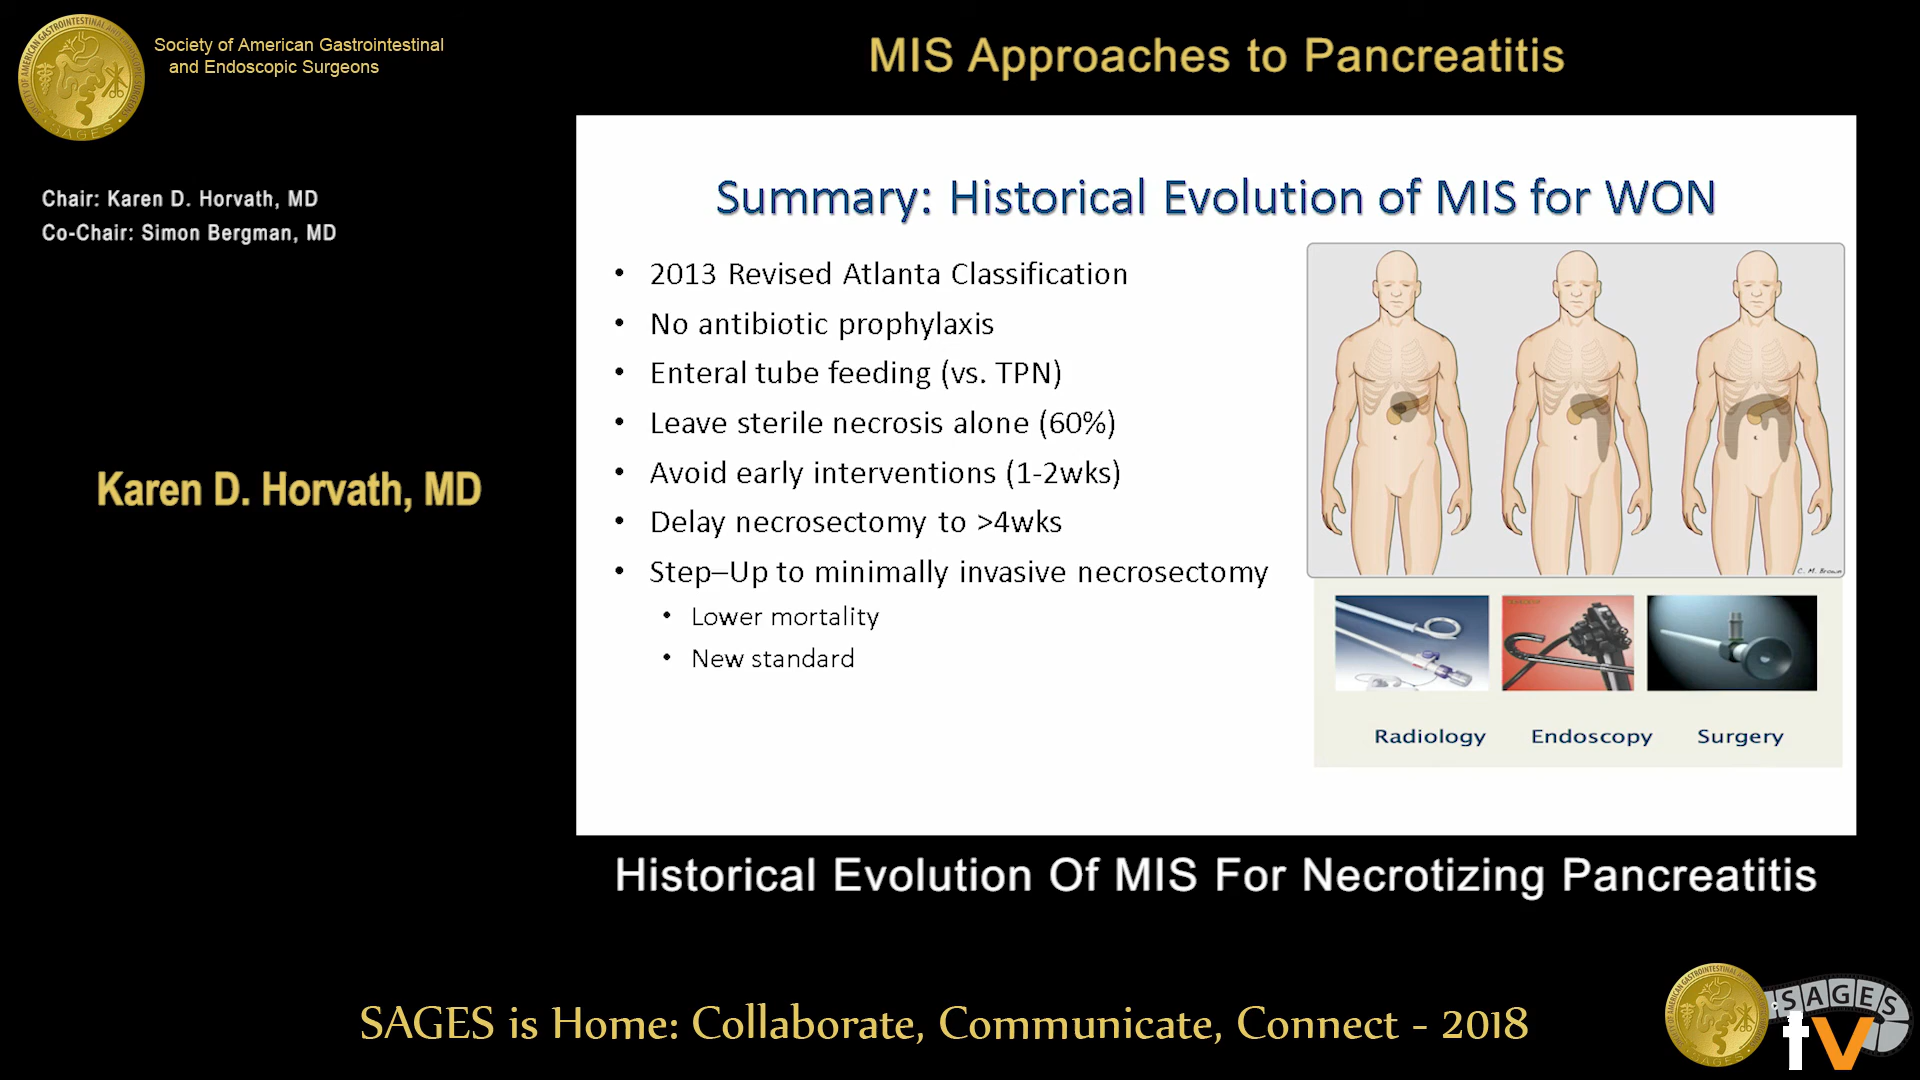 Society of American Gastrointestinal
and Endoscopic Surgeons
MIS Approaches to Pancreatitis
SAGES
Chair: Karen D. Horvath, MD
Co-Chair: Simon Bergman, MD
Karen D. Horvath, MD
Summary: Historical Evolution of MIS for WON
• 2013 Revised Atlanta Classification
• No antibiotic prophylaxis
• Enteral tube feeding (vs. TPN)
• Leave sterile necrosis alone (60%)
• Avoid early interventions (1-2wks)
• Delay necrosectomy to >4wks
• Step–Up to minimally invasive necrosectomy
• Lower mortality
• New standard
C. M. Brown
Radiology Endoscopy Surgery
Historical Evolution Of MIS For Necrotizing Pancreatitis
SAGES is Home: Collaborate, Communicate, Connect - 2018
SAGES
tv